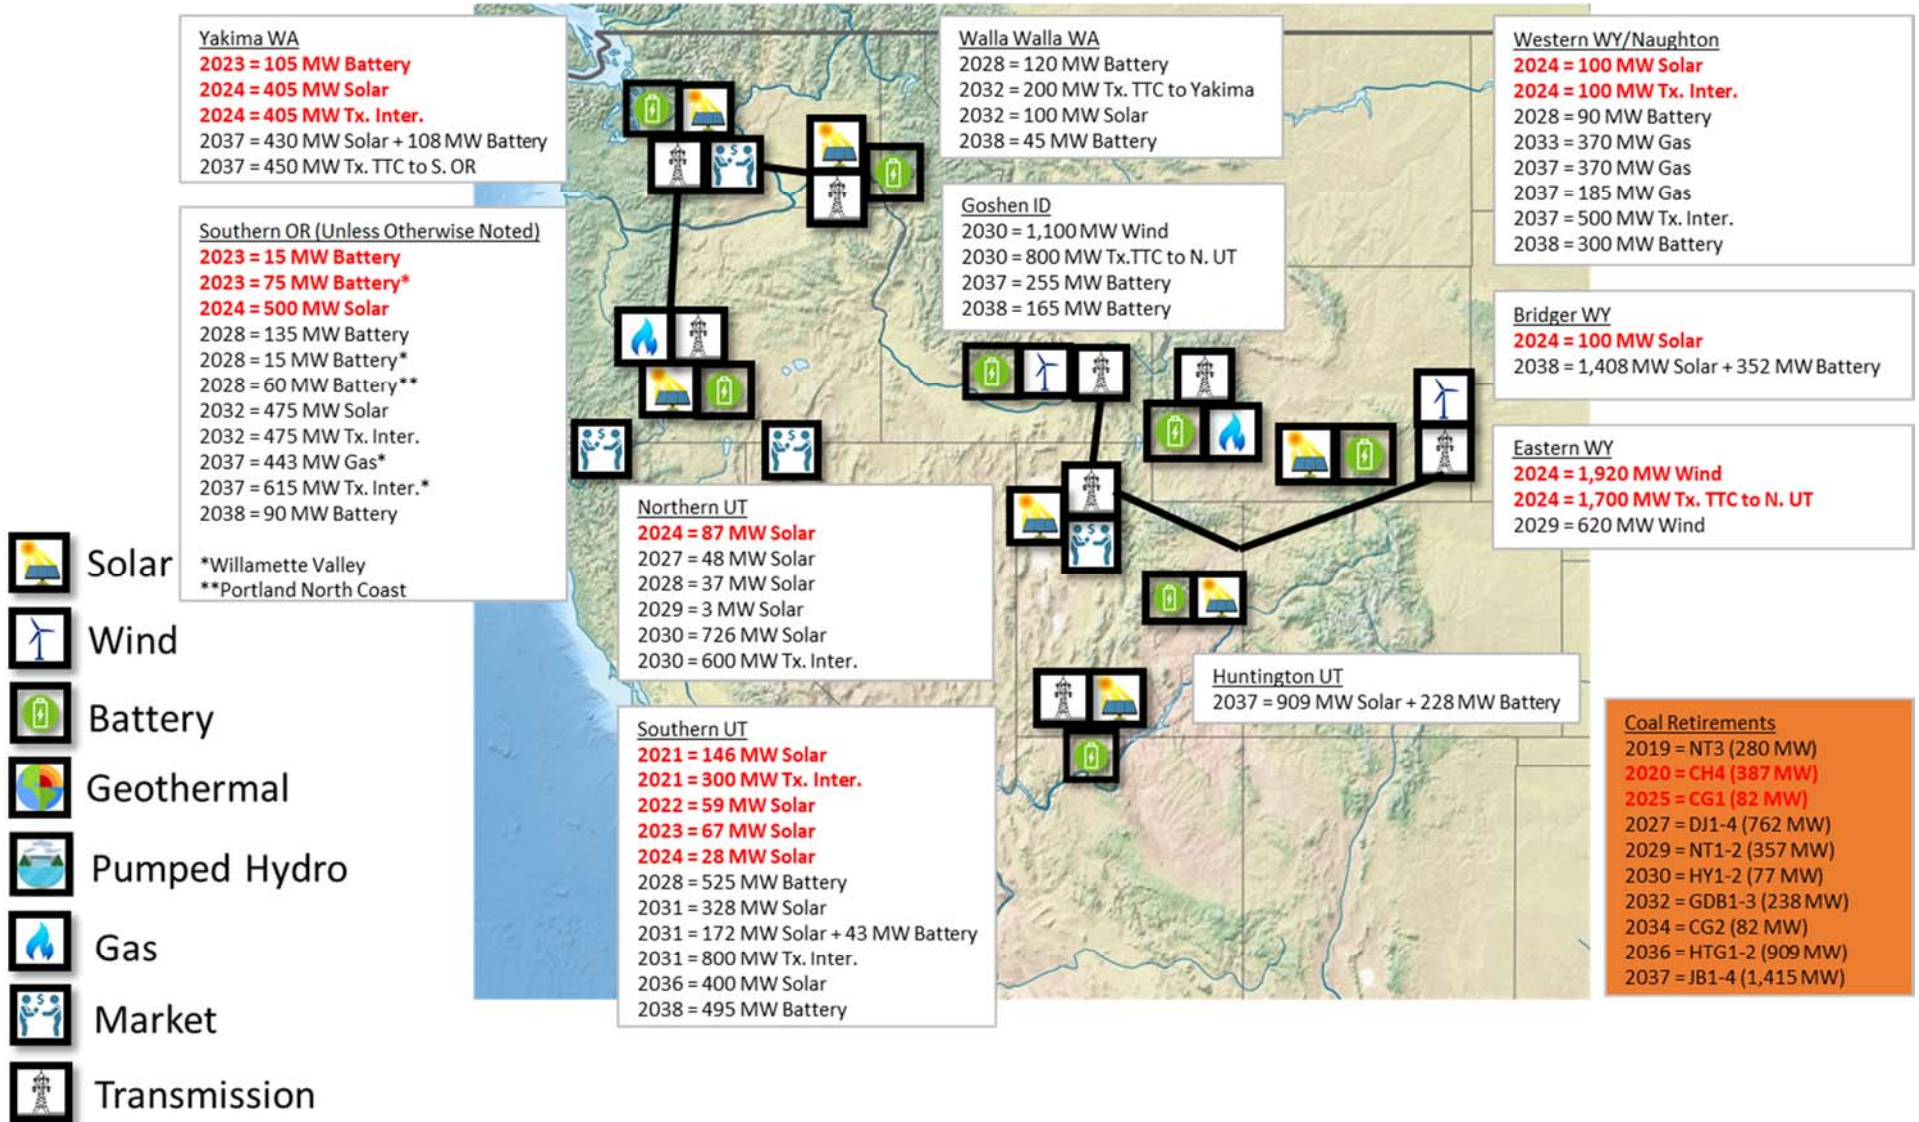 Yakima WA
2023 = 105 MW Battery
2024 = 405 MW Solar
2024 = 405 MW Tx. Inter.
2037 = 430 MW Solar + 108 MW Battery
2037 = 450 MW Tx. TTC to S. OR
Southern OR (Unless Otherwise Noted)
2023 = 15 MW Battery
2023 = 75 MW Battery*
2024 = 500 MW Solar
2028 = 135 MW Battery
2028 = 15 MW Battery*
2028 = 60 MW Battery**
2032 = 475 MW Solar
2032 = 475 MW Tx. Inter.
2037 = 443 MW Gas*
2037 = 615 MW Tx. Inter.*
2038 = 90 MW Battery
*Willamette Valley
**Portland North Coast
Walla Walla WA
2028 = 120 MW Battery
2032 = 200 MW Tx. TTC to Yakima
2032 = 100 MW Solar
2038 = 45 MW Battery
Goshen ID
2030 = 1,100 MW Wind
2030 = 800 MW Tx.TTC to N. UT
2037 = 255 MW Battery
2038 = 165 MW Battery
Western WY/Naughton
2024 = 100 MW Solar
2024 = 100 MW Tx. Inter.
2028 = 90 MW Battery
2033 = 370 MW Gas
2037 = 370 MW Gas
2037 = 185 MW Gas
2037 = 500 MW Tx. Inter.
2038 = 300 MW Battery
Bridger WY
2024 = 100 MW Solar
2038 = 1,408 MW Solar + 352 MW Battery
Eastern WY
2024 = 1,920 MW Wind
2024 = 1,700 MW Tx. TTC to N. UT
2029 = 620 MW Wind
Northern UT
2024 = 87 MW Solar
2027 = 48 MW Solar
2028 = 37 MW Solar
2029 = 3 MW Solar
2030 = 726 MW Solar
2030 = 600 MW Tx. Inter.
Huntington UT
2037 = 909 MW Solar + 228 MW Battery
Southern UT
2021 = 146 MW Solar
2021 = 300 MW Tx. Inter.
2022 = 59 MW Solar
2023 = 67 MW Solar
2024 = 28 MW Solar
2028 = 525 MW Battery
2031 = 328 MW Solar
2031 = 172 MW Solar + 43 MW Battery
2031 = 800 MW Tx. Inter.
2036 = 400 MW Solar
2038 = 495 MW Battery
Coal Retirements
2019 = NT3 (280 MW)
2020 = CH4 (387 MW)
2025 = CG1 (82 MW)
2027 = DJ1-4 (762 MW)
2029 = NT1-2 (357 MW)
2030 = HY1-2 (77 MW)
2032 = GDB1-3 (238 MW)
2034 = CG2 (82 MW)
2036 = HTG1-2 (909 MW)
2037 = JB1-4 (1,415 MW)
Solar
Wind
Battery
Geothermal
Pumped Hydro
Gas
Market
Transmission